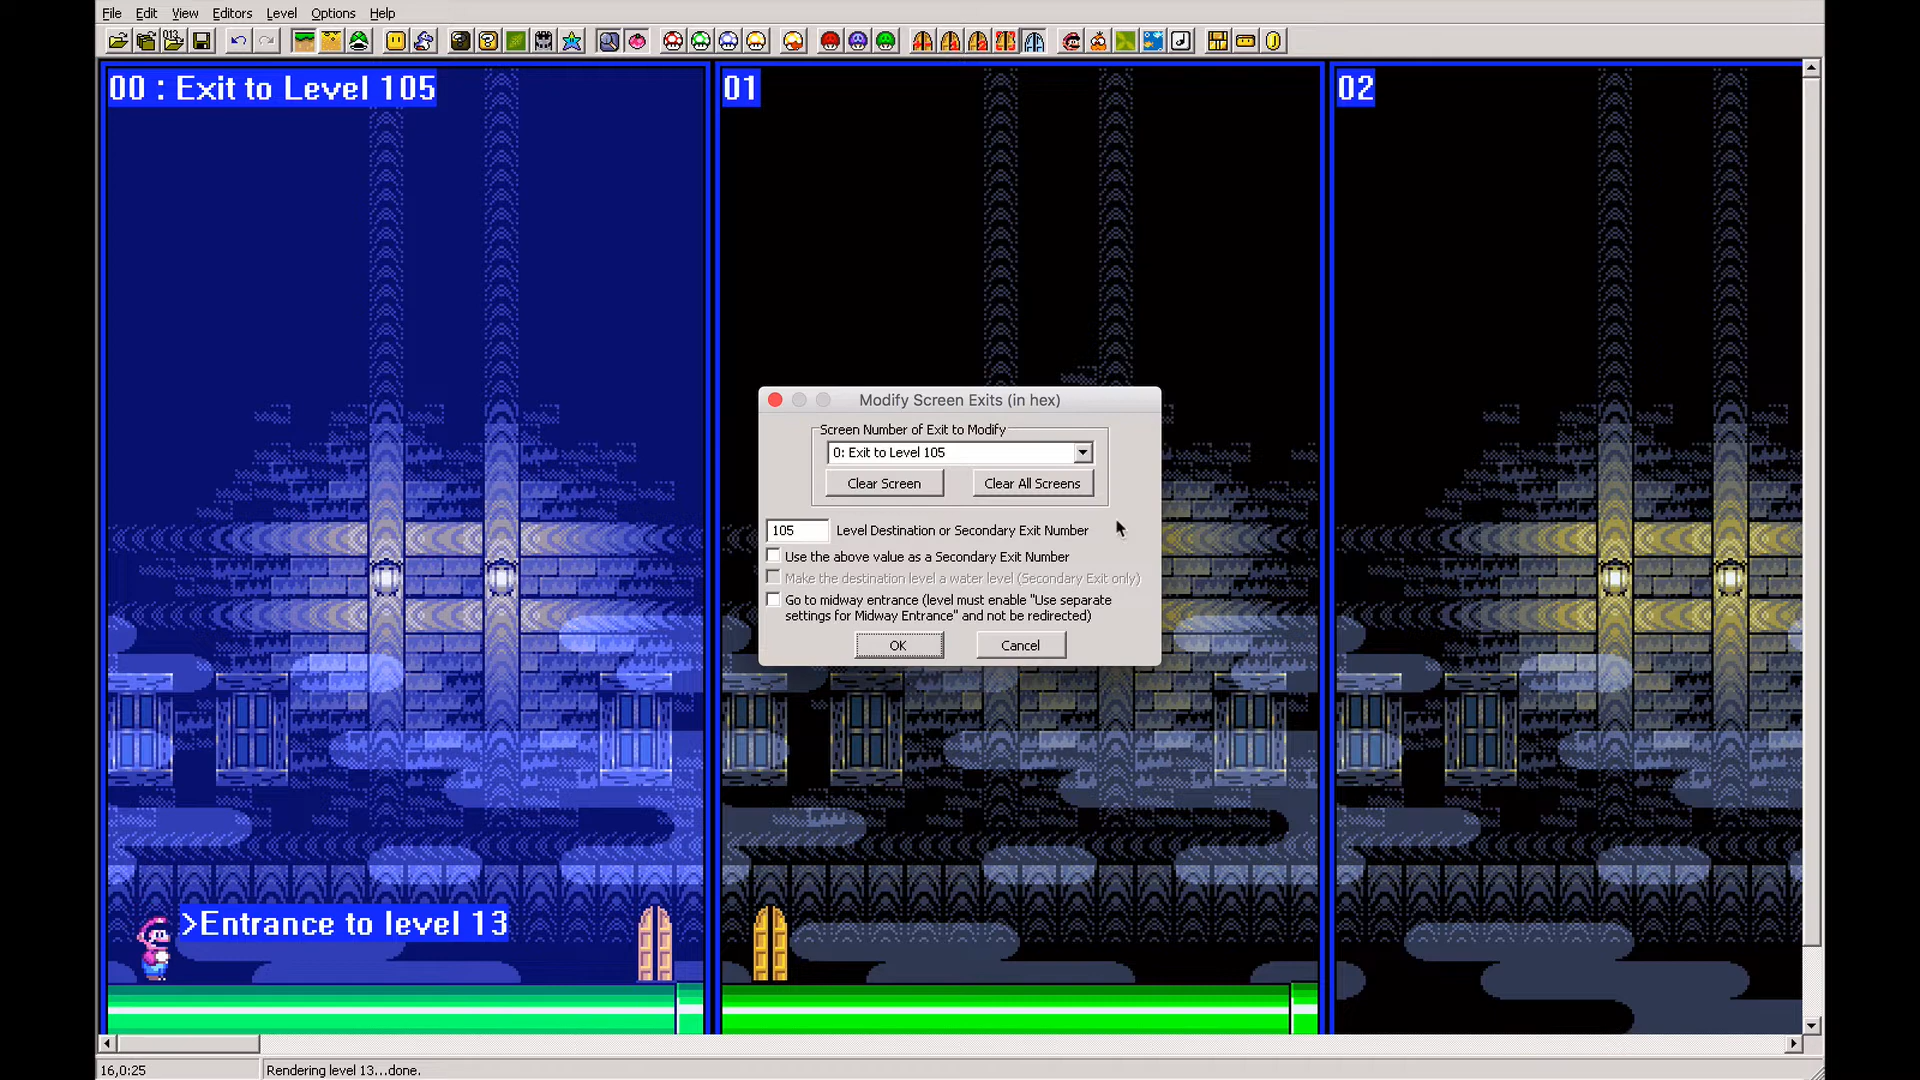 File Edit View Editors Level Options Help
00 : Exit to Level 105
01
02
Modify Screen Exits (in hex)
Screen Number of Exit to Modify
0: Exit to Level 105
Clear Screen
Clear All Screens
105 Level Destination or Secondary Exit Number
Use the above value as a Secondary Exit Number
Make the destination level a water level (Secondary Exit only)
Go to midway entrance (level must enable "Use separate
settings for Midway Entrance" and not be redirected)
OK
Cancel
>Entrance to level 13
16,0:25
Rendering level 13...done.